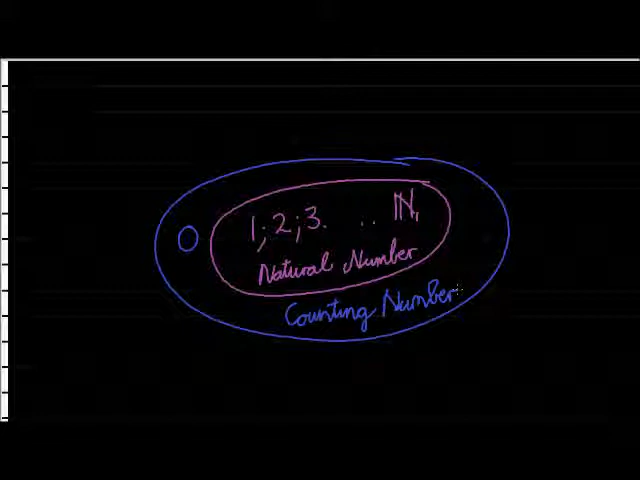 1; 2; 3. .. ℕ,
0
Natural Number
Counting Number